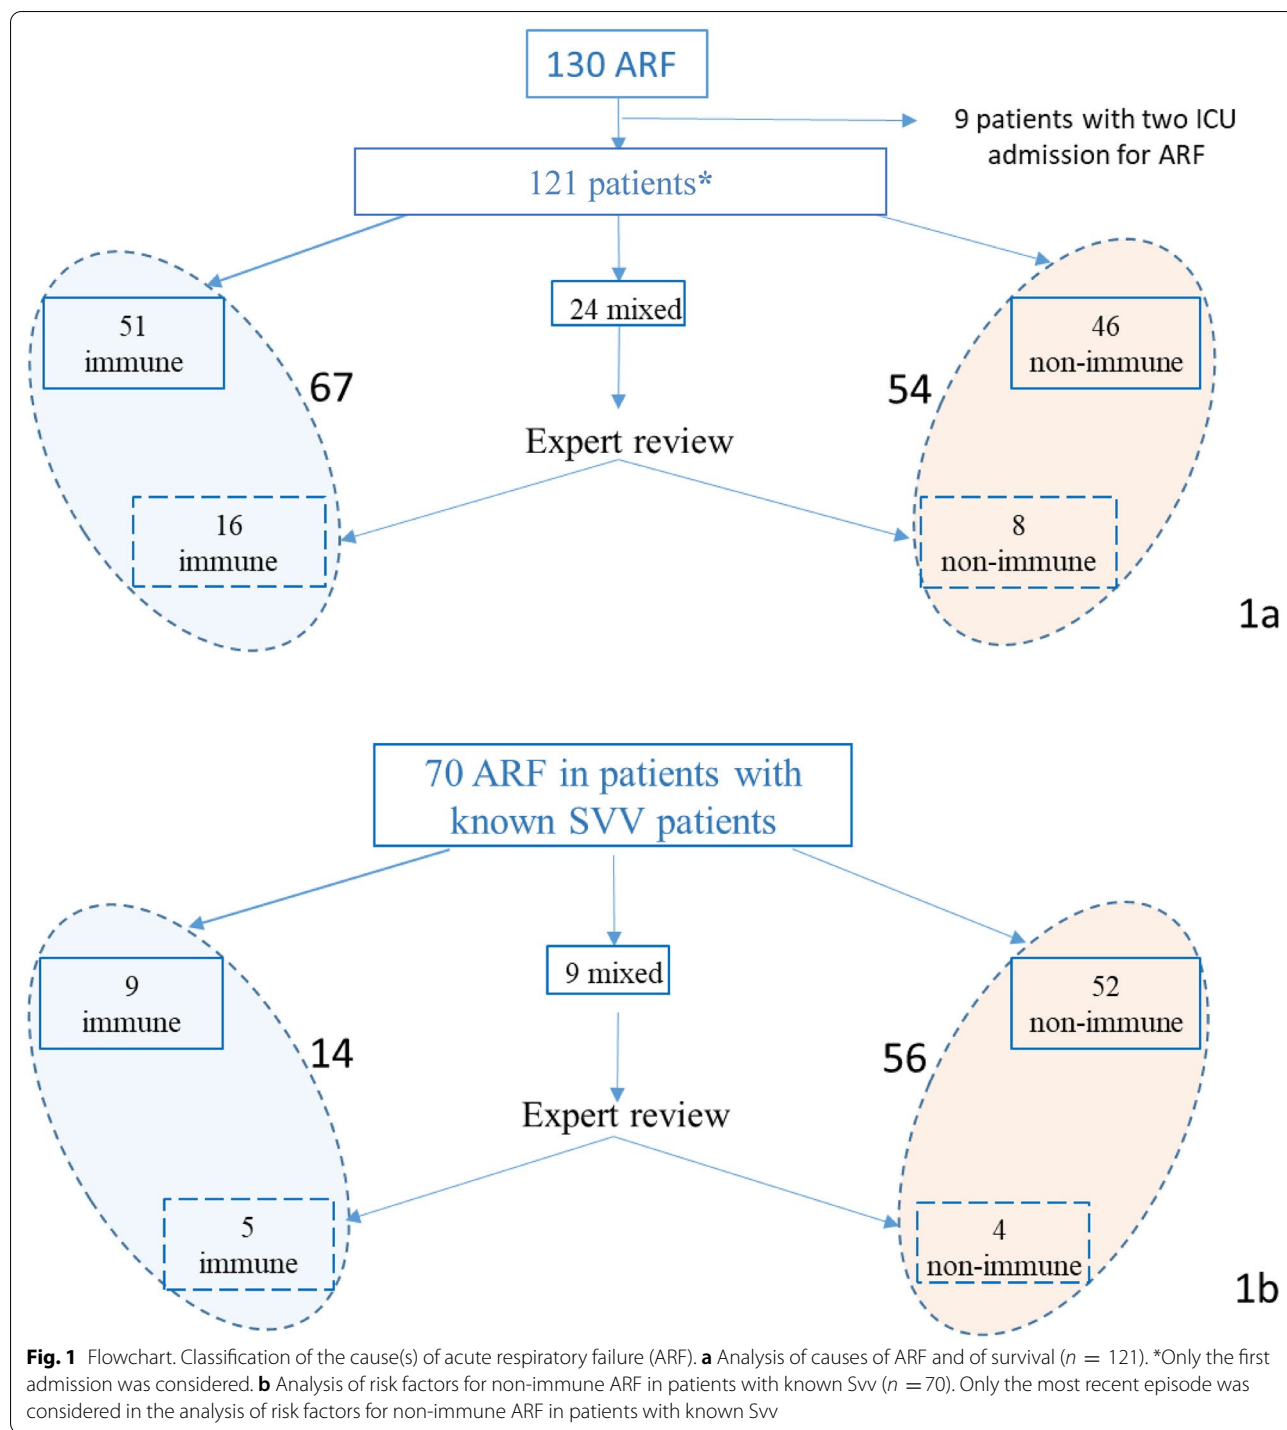 130 ARF
9 patients with two ICU
admission for ARF
121 patients*
51
immune
24 mixed
46
non-immune
67
54
Expert review
16
immune
8
non-immune
1a
70 ARF in patients with
known SVV patients
9
immune
9 mixed
52
non-immune
14
56
Expert review
5
immune
4
non-immune
1b
Fig. 1 Flowchart. Classification of the cause(s) of acute respiratory failure (ARF). a Analysis of causes of ARF and of survival (n = 121). *Only the first
admission was considered. b Analysis of risk factors for non-immune ARF in patients with known Svv (n =70). Only the most recent episode was
considered in the analysis of risk factors for non-immune ARF in patients with known Svv